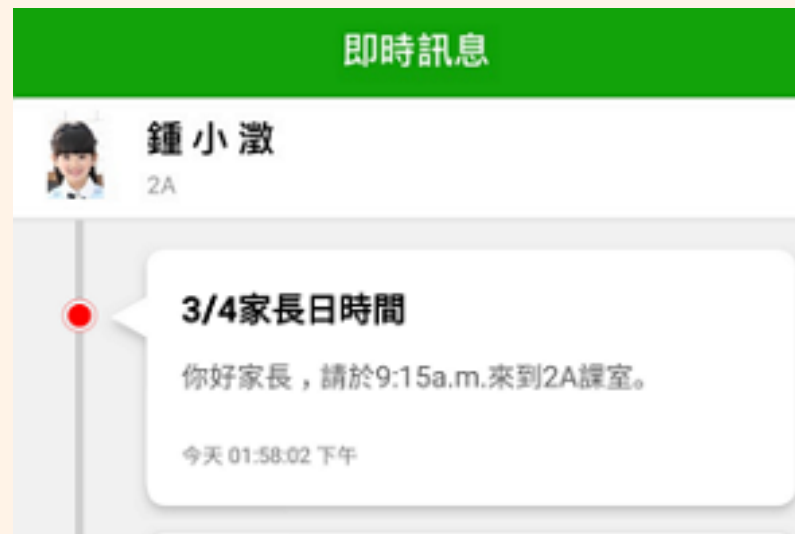 即時訊息
鍾小澂
2A
3/4家長日時間
你好家長，請於9:15a.m.來到2A課室。
今天 01:58:02 下午